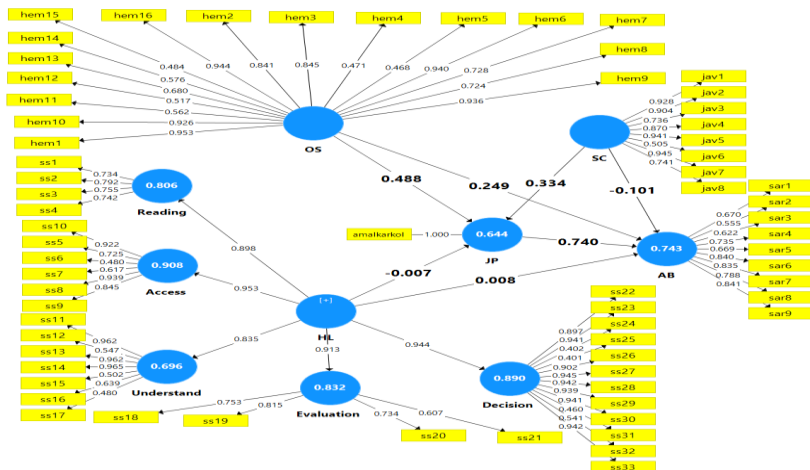 hem15
hem16
hem2
hem3
hem4
hem5
hem6
hem7
hem14
hem8
hem13
hem12
hem9
hem11
hem10
hem1
0.484
0.944
0.841
0.845
0.471
0.468
0.940
0.728
0.576
0.724
0.680
0.517
0.936
0.562
0.926
0.953
OS
jav1
jav2
jav3
jav4
jav5
jav6
jav7
jav8
0.928
0.904
0.736
0.870
0.941
0.505
0.945
0.741
SC
ss1
ss2
ss3
ss4
0.734
0.792
0.755
0.742
0.806
Reading
0.488
0.249
0.334
-0.101
sar1
sar2
sar3
sar4
sar5
sar6
sar7
sar8
sar9
0.670
0.555
0.622
0.735
0.669
0.840
0.835
0.788
0.841
0.743
AB
amalkarkol
1.000
0.644
JP
0.740
ss10
ss5
ss6
ss7
ss8
ss9
0.922
0.725
0.480
0.617
0.939
0.845
0.908
Access
0.898
0.953
-0.007
0.008
[+]
HL
0.835
0.913
0.944
ss11
ss12
ss13
ss14
ss15
ss16
ss17
0.962
0.547
0.962
0.965
0.502
0.639
0.480
0.696
Understand
0.832
Evaluation
0.753
0.815
0.734
0.607
ss18
ss19
ss20
ss21
0.890
Decision
ss22
ss23
ss24
ss25
ss26
ss27
ss28
ss29
ss30
ss31
ss32
ss33
0.897
0.941
0.402
0.401
0.902
0.945
0.942
0.939
0.941
0.460
0.541
0.942